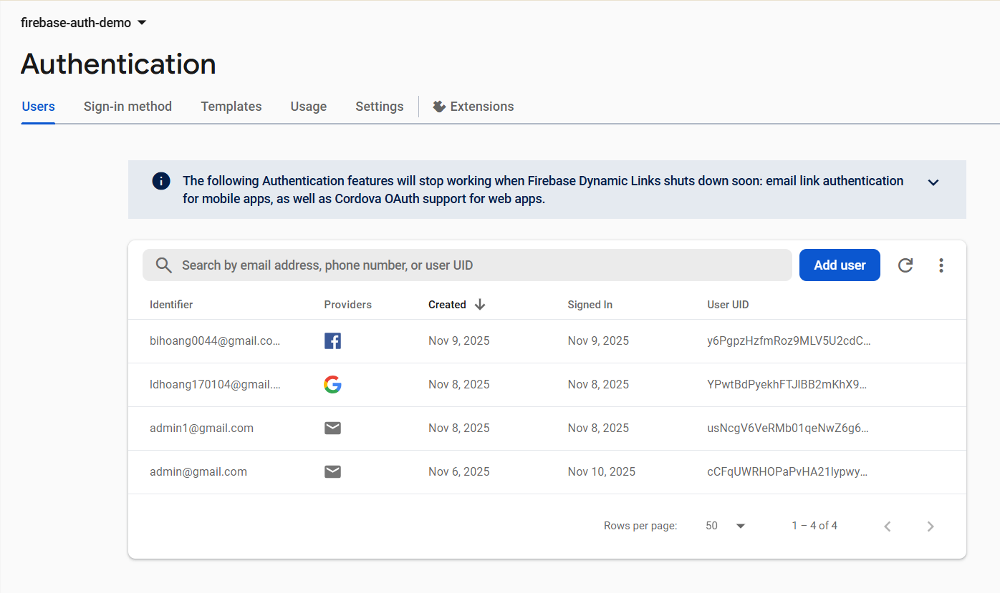 firebase-auth-demo
Authentication
Users Sign-in method Templates Usage Settings Extensions
The following Authentication features will stop working when Firebase Dynamic Links shuts down soon: email link authentication
for mobile apps, as well as Cordova OAuth support for web apps.
Search by email address, phone number, or user UID Add user
Identifier Providers Created Signed In User UID
bihoang0044@gmail.co... Nov 9, 2025 Nov 9, 2025 y6PgpzHzfmRoz9MLV5U2cdC...
ldhoang170104@gmail.... Nov 8, 2025 Nov 8, 2025 YPwtBdPyekhFTJIBB2mKhX9...
admin1@gmail.com Nov 8, 2025 Nov 8, 2025 usNcgV6VeRMb01qeNwZ6g6...
admin@gmail.com Nov 6, 2025 Nov 10, 2025 cCFqUWRHOPaPvHA21lypwy...
Rows per page: 50 1 – 4 of 4